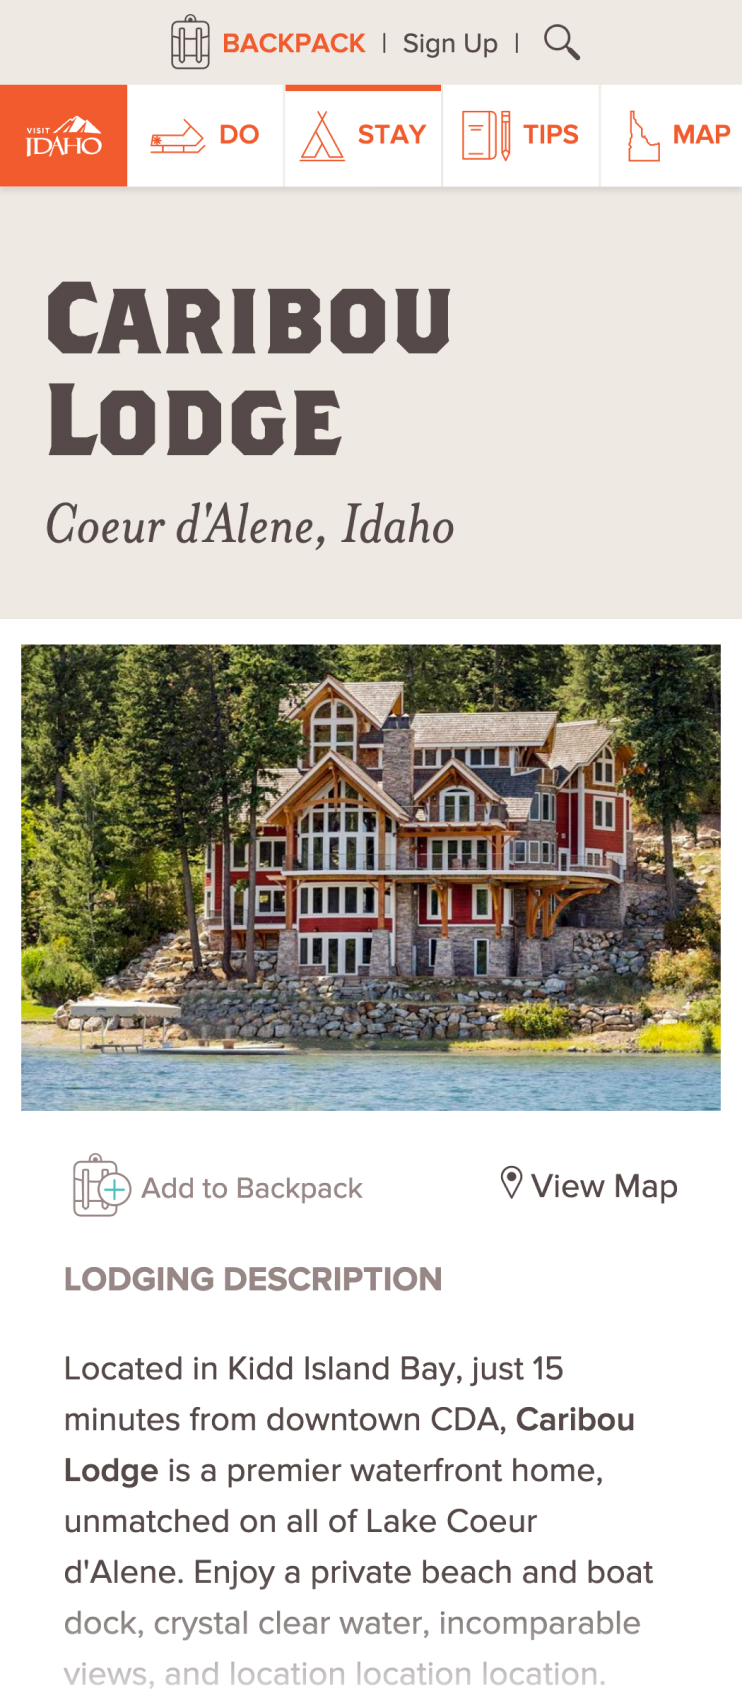 BACKPACK | Sign Up |
VISIT
IDAHO
DO
STAY
TIPS
MAP
CARIBOU
LODGE
Coeur d'Alene, Idaho
Add to Backpack
View Map
LODGING DESCRIPTION
Located in Kidd Island Bay, just 15
minutes from downtown CDA, Caribou
Lodge is a premier waterfront home,
unmatched on all of Lake Coeur
d'Alene. Enjoy a private beach and boat
dock, crystal clear water, incomparable
views, and location location location.